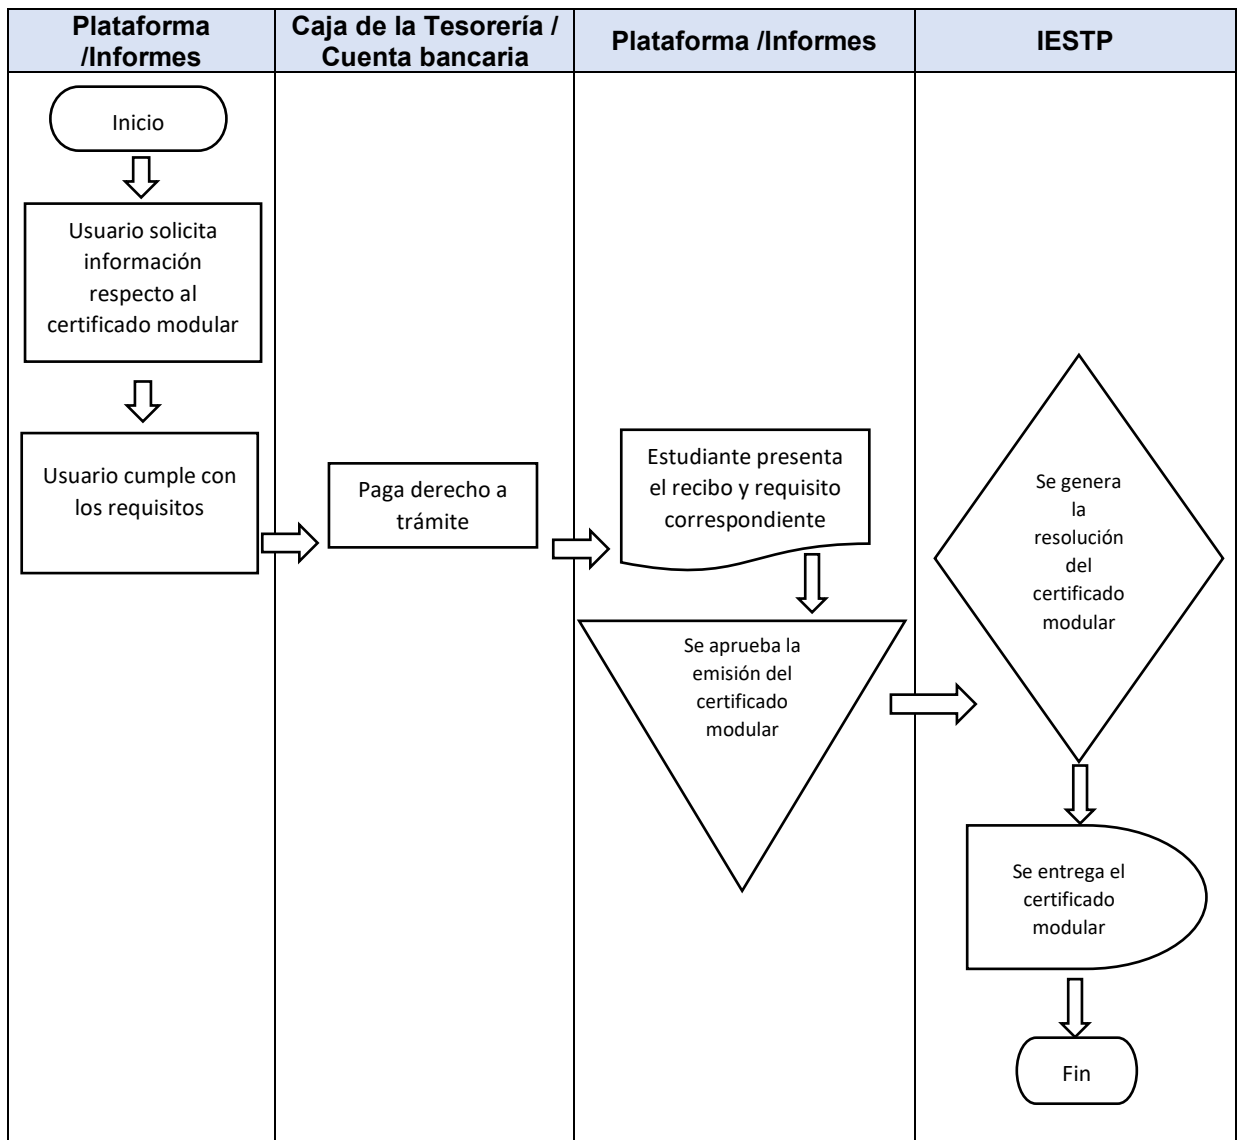 Plataforma
/Informes
Caja de la Tesorería /
Cuenta bancaria
Plataforma /Informes
IESTP
Inicio
Usuario solicita
información
respecto al
certificado modular
Usuario cumple con
los requisitos
Paga derecho a
trámite
Estudiante presenta
el recibo y requisito
correspondiente
Se aprueba la
emisión del
certificado
modular
Se genera
la
resolución
del
certificado
modular
Se entrega el
certificado
modular
Fin